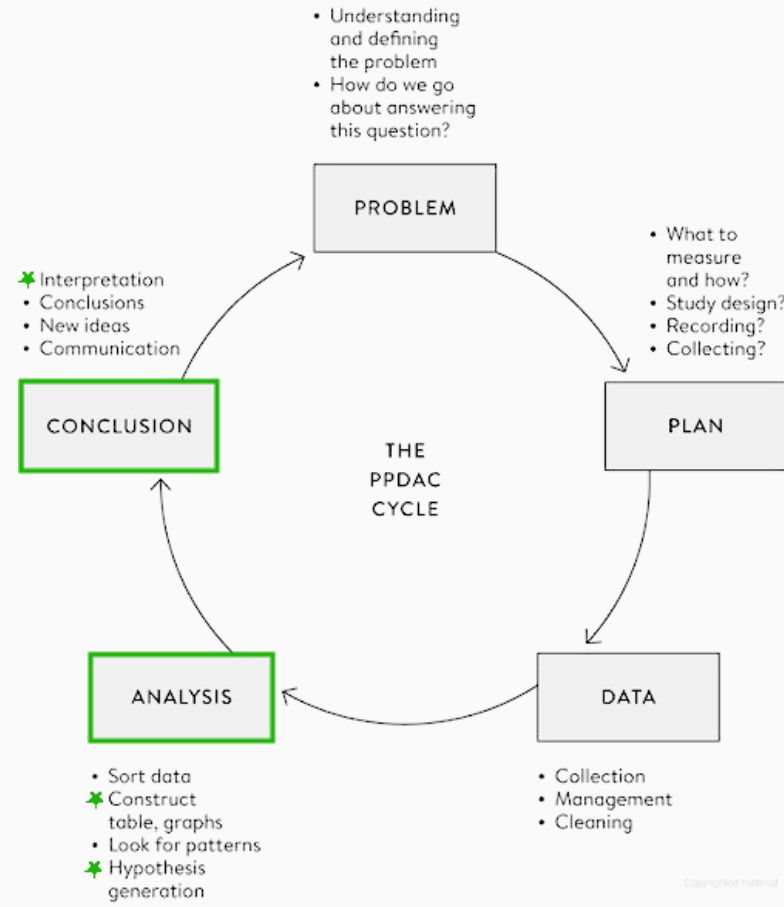 • Understanding
and defining
the problem
• How do we go
about answering
this question?
PROBLEM
• What to
measure
and how?
• Study design?
• Recording?
• Collecting?
PLAN
Interpretation
• Conclusions
• New ideas
• Communication
CONCLUSION
THE
PPDAC
CYCLE
ANALYSIS
• Sort data
Construct
table, graphs
• Look for patterns
Hypothesis
generation
DATA
• Collection
• Management
• Cleaning
Copyrighted material